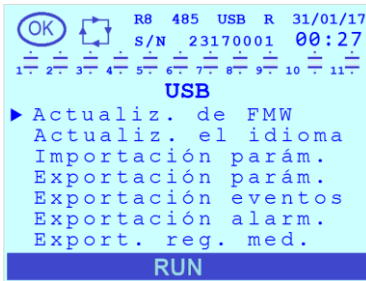 OK R8 485 USB R 31/01/17
S/N 23170001 00:27
1 2 3 4 5 6 7 8 9 10 11
USB
Actualiz. de FMW
Actualiz. el idioma
Importación parám.
Exportación parám.
Exportación eventos
Exportación alarm.
Export. reg. med.
RUN